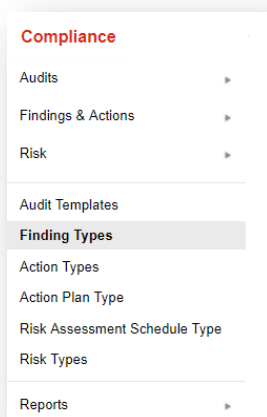 Compliance
Audits
Findings & Actions
Risk
Audit Templates
Finding Types
Action Types
Action Plan Type
Risk Assessment Schedule Type
Risk Types
Reports